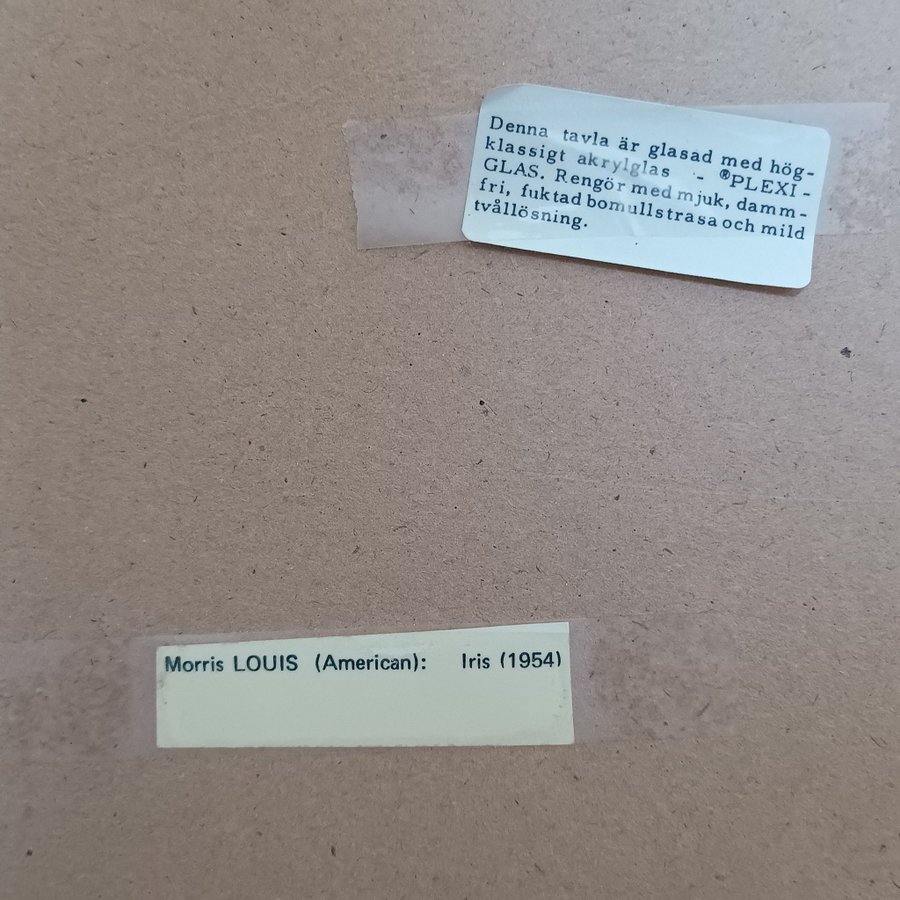 Denna tavla är glasad med hög-
klassigt akrylglas - ®PLEXI-
GLAS. Rengör med mjuk, damm-
fri, fuktad bomullstrasa och mild
tvållösning.
Morris LOUIS (American): Iris (1954)